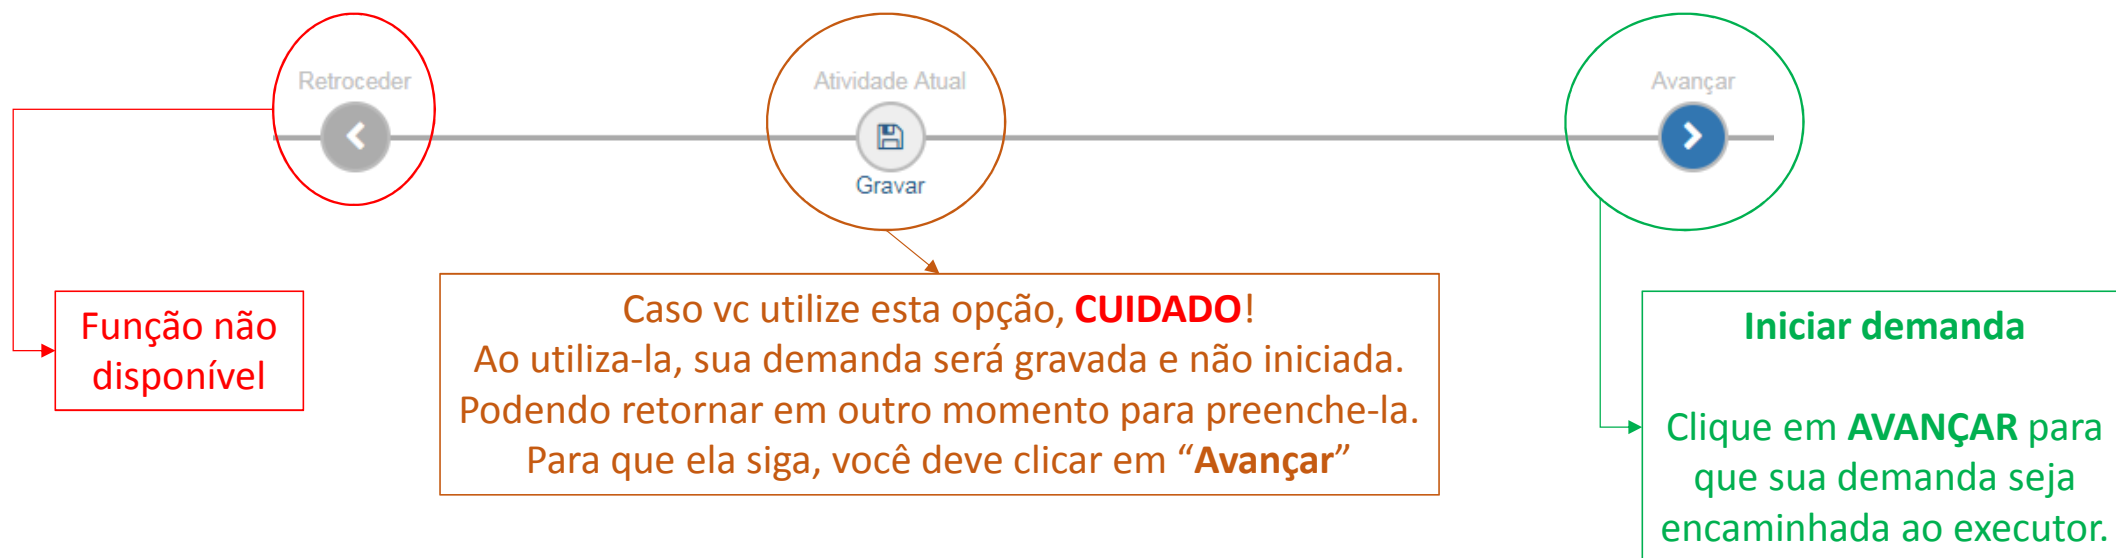 Retroceder
Atividade Atual
Avançar
Gravar
Função não
disponível
Caso vc utilize esta opção, CUIDADO!
Ao utiliza-la, sua demanda será gravada e não iniciada.
Podendo retornar em outro momento para preenche-la.
Para que ela siga, você deve clicar em “Avançar”
Iniciar demanda
Clique em AVANÇAR para
que sua demanda seja
encaminhada ao executor.